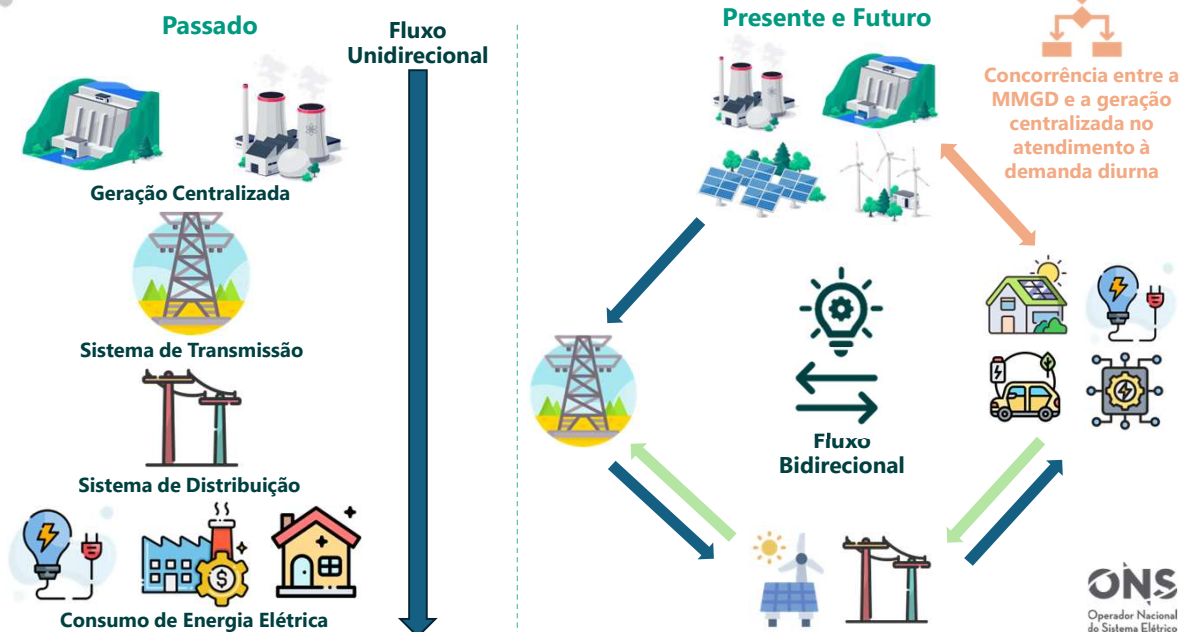 Passado
Fluxo
Unidirecional
Geração Centralizada
Sistema de Transmissão
Sistema de Distribuição
$
Consumo de Energia Elétrica
Presente e Futuro
Concorrência entre a
MMGD e a geração
centralizada no
atendimento à
demanda diurna
Fluxo
Bidirecional
ONS
Operador Nacional
do Sistema Elétrico